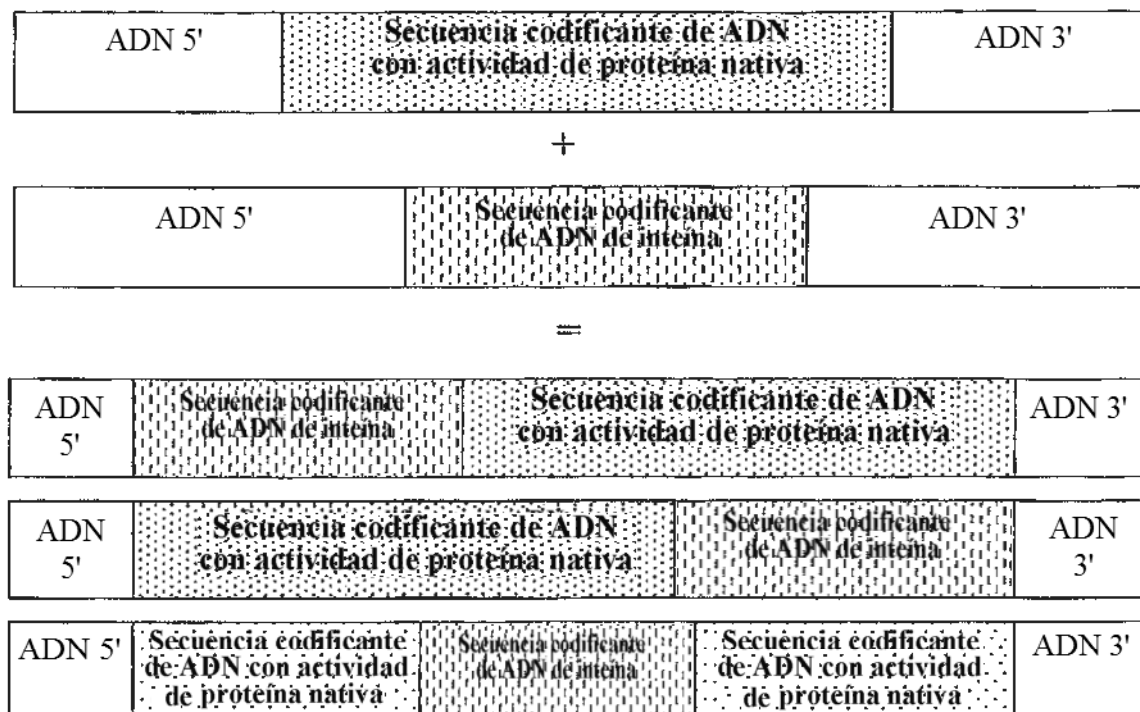 ADN 5'
Secuencia codificante de ADN
con actividad de proteína nativa
ADN 3'
+
ADN 5'
Secuencia codificante
de ADN de inteína
ADN 3'
=
ADN
5'
Secuencia codificante
de ADN de inteína
Secuencia codificante de ADN
con actividad de proteína nativa
ADN 3'
ADN
5'
Secuencia codificante de ADN
con actividad de proteína nativa
Secuencia codificante
de ADN de inteína
ADN
3'
ADN 5'
Secuencia codificante
de ADN con actividad
de proteína nativa
Secuencia codificante
de ADN de inteína
Secuencia codificante
de ADN con actividad
de proteína nativa
ADN 3'